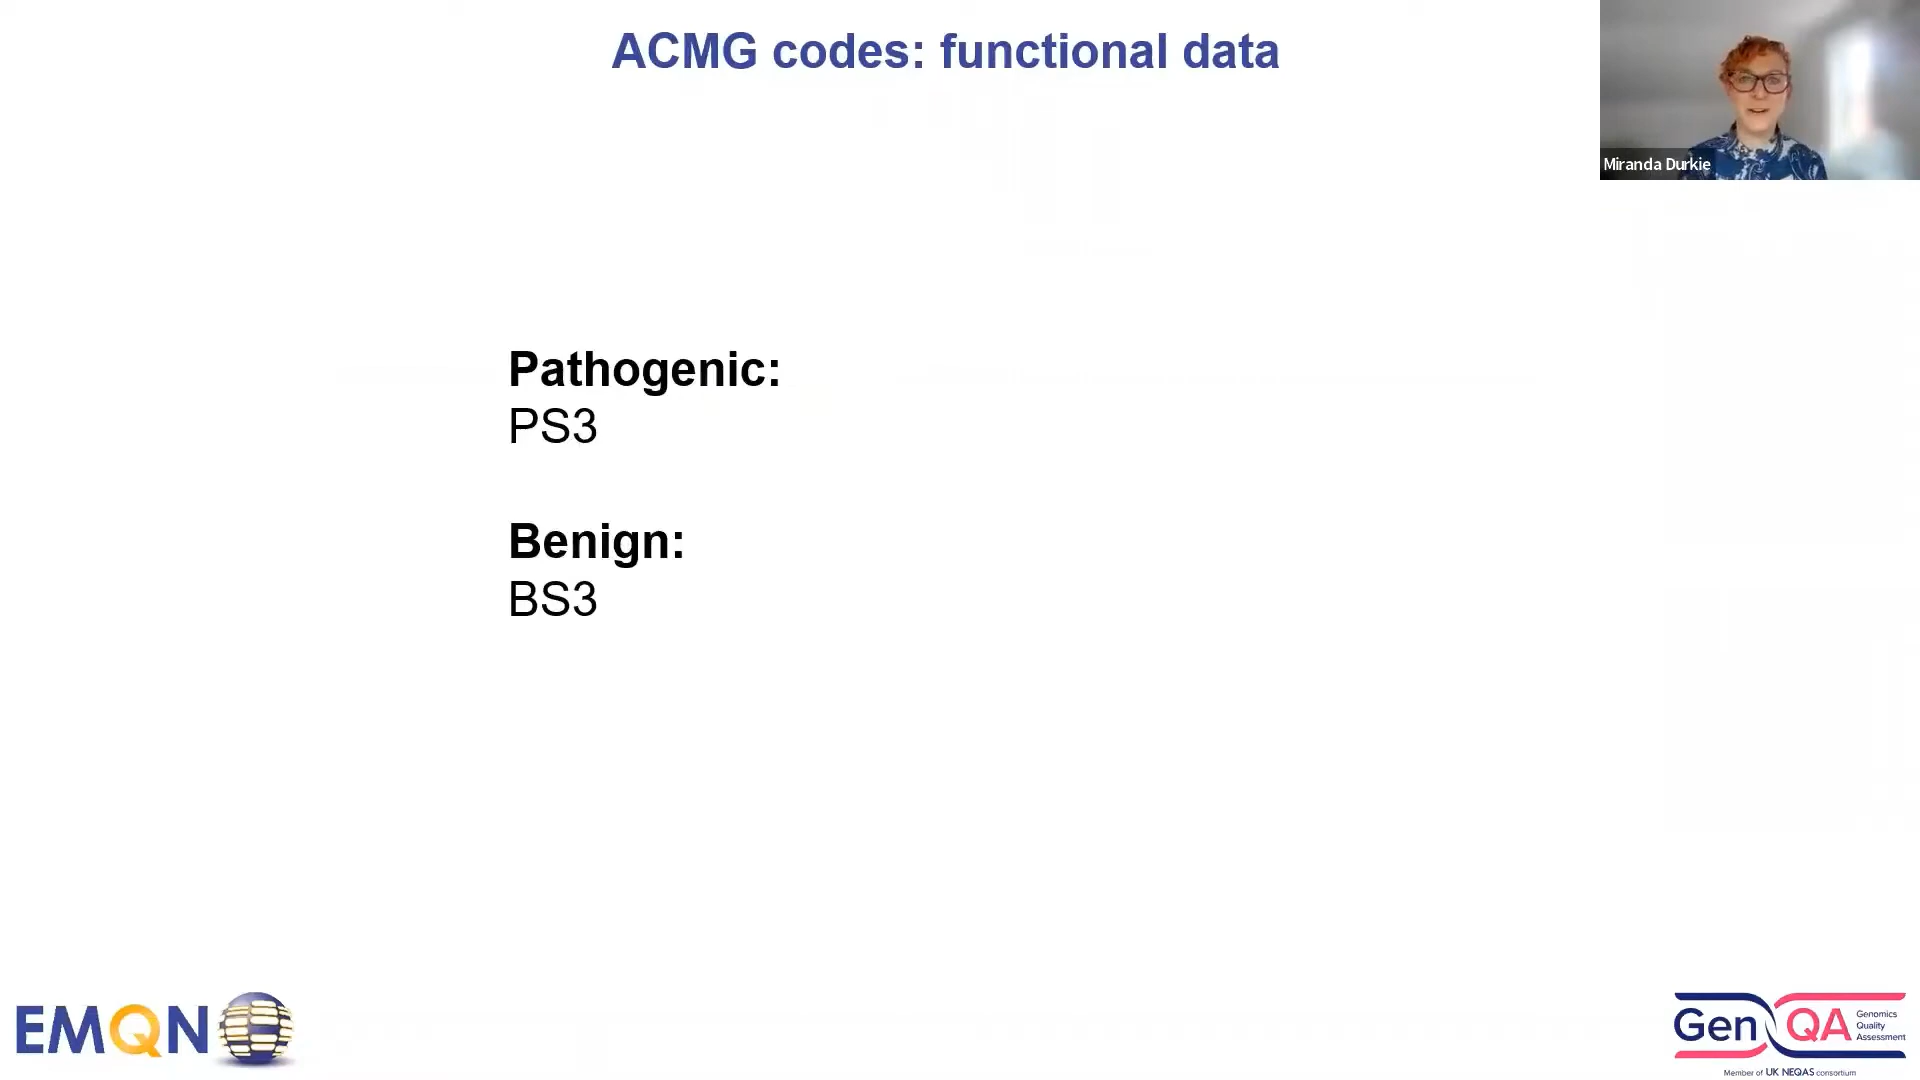 ACMG codes: functional data
Miranda Durkie
Pathogenic:
PS3
Benign:
BS3
EMQN
GenQA
Genomics
Quality
Assessment
Member of UK NEQAS consortium